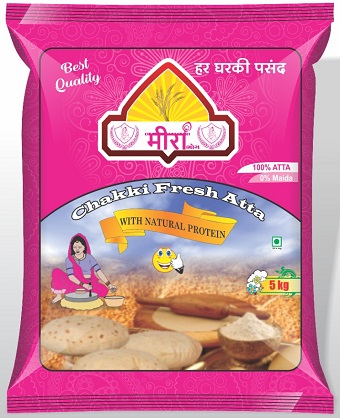 Best
Quality
हर घरकी पसंद
मीरां
100% ATTA
0% Maida
Chakki Fresh Atta
WITH NATURAL PROTEIN
5 kg